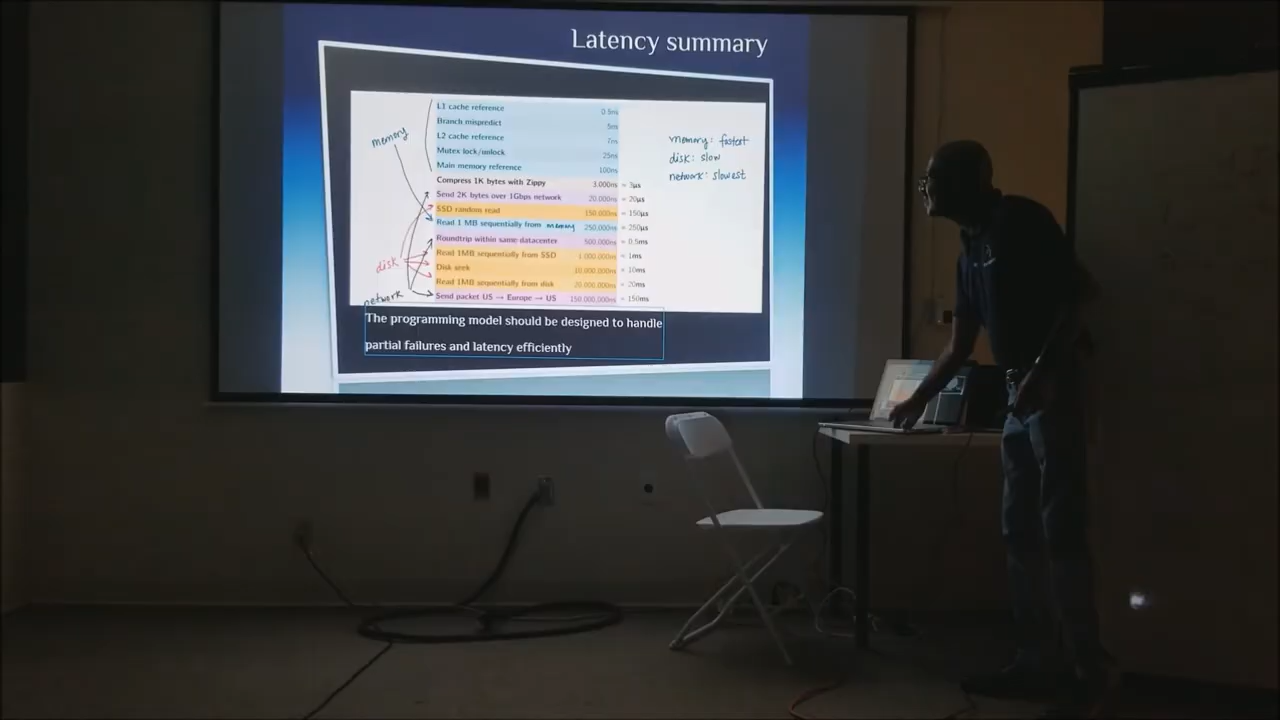 Latency summary
L1 cache reference 0.5ns
Branch mispredict 5ns
L2 cache reference 7ns
Mutex lock/unlock 25ns
Main memory reference 100ns
Compress 1K bytes with Zippy 3,000ns = 3µs
Send 2K bytes over 1Gbps network 20,000ns = 20µs
SSD random read 150,000ns = 150µs
Read 1 MB sequentially from memory 250,000ns = 250µs
Roundtrip within same datacenter 500,000ns = 0.5ms
Read 1MB sequentially from SSD 1,000,000ns = 1ms
Disk seek 10,000,000ns = 10ms
Read 1MB sequentially from disk 20,000,000ns = 20ms
Send packet US → Europe → US 150,000,000ns = 150ms
memory
disk
network
memory: fastest
disk: slow
network: slowest
The programming model should be designed to handle
partial failures and latency efficiently